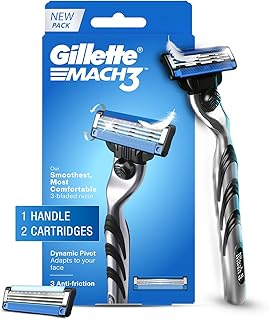 NEW
PACK
Gillette
MACH3
Our
Smoothest,
Most
Comfortable
3-bladed razor
1 HANDLE
2 CARTRIDGES
Dynamic Pivot
Adapts to your
face
3 Anti-friction